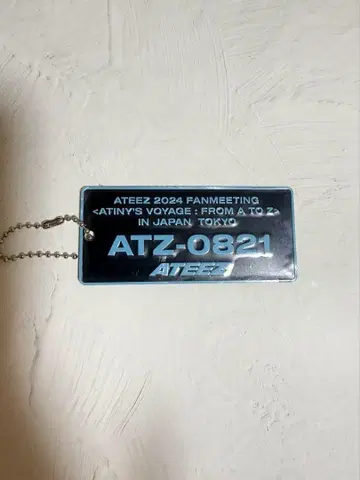 ATEEZ 2024 FANMEETING
<ATINY'S VOYAGE : FROM A TO Z>
IN JAPAN, TOKYO
ATZ-0821
ATEEZ